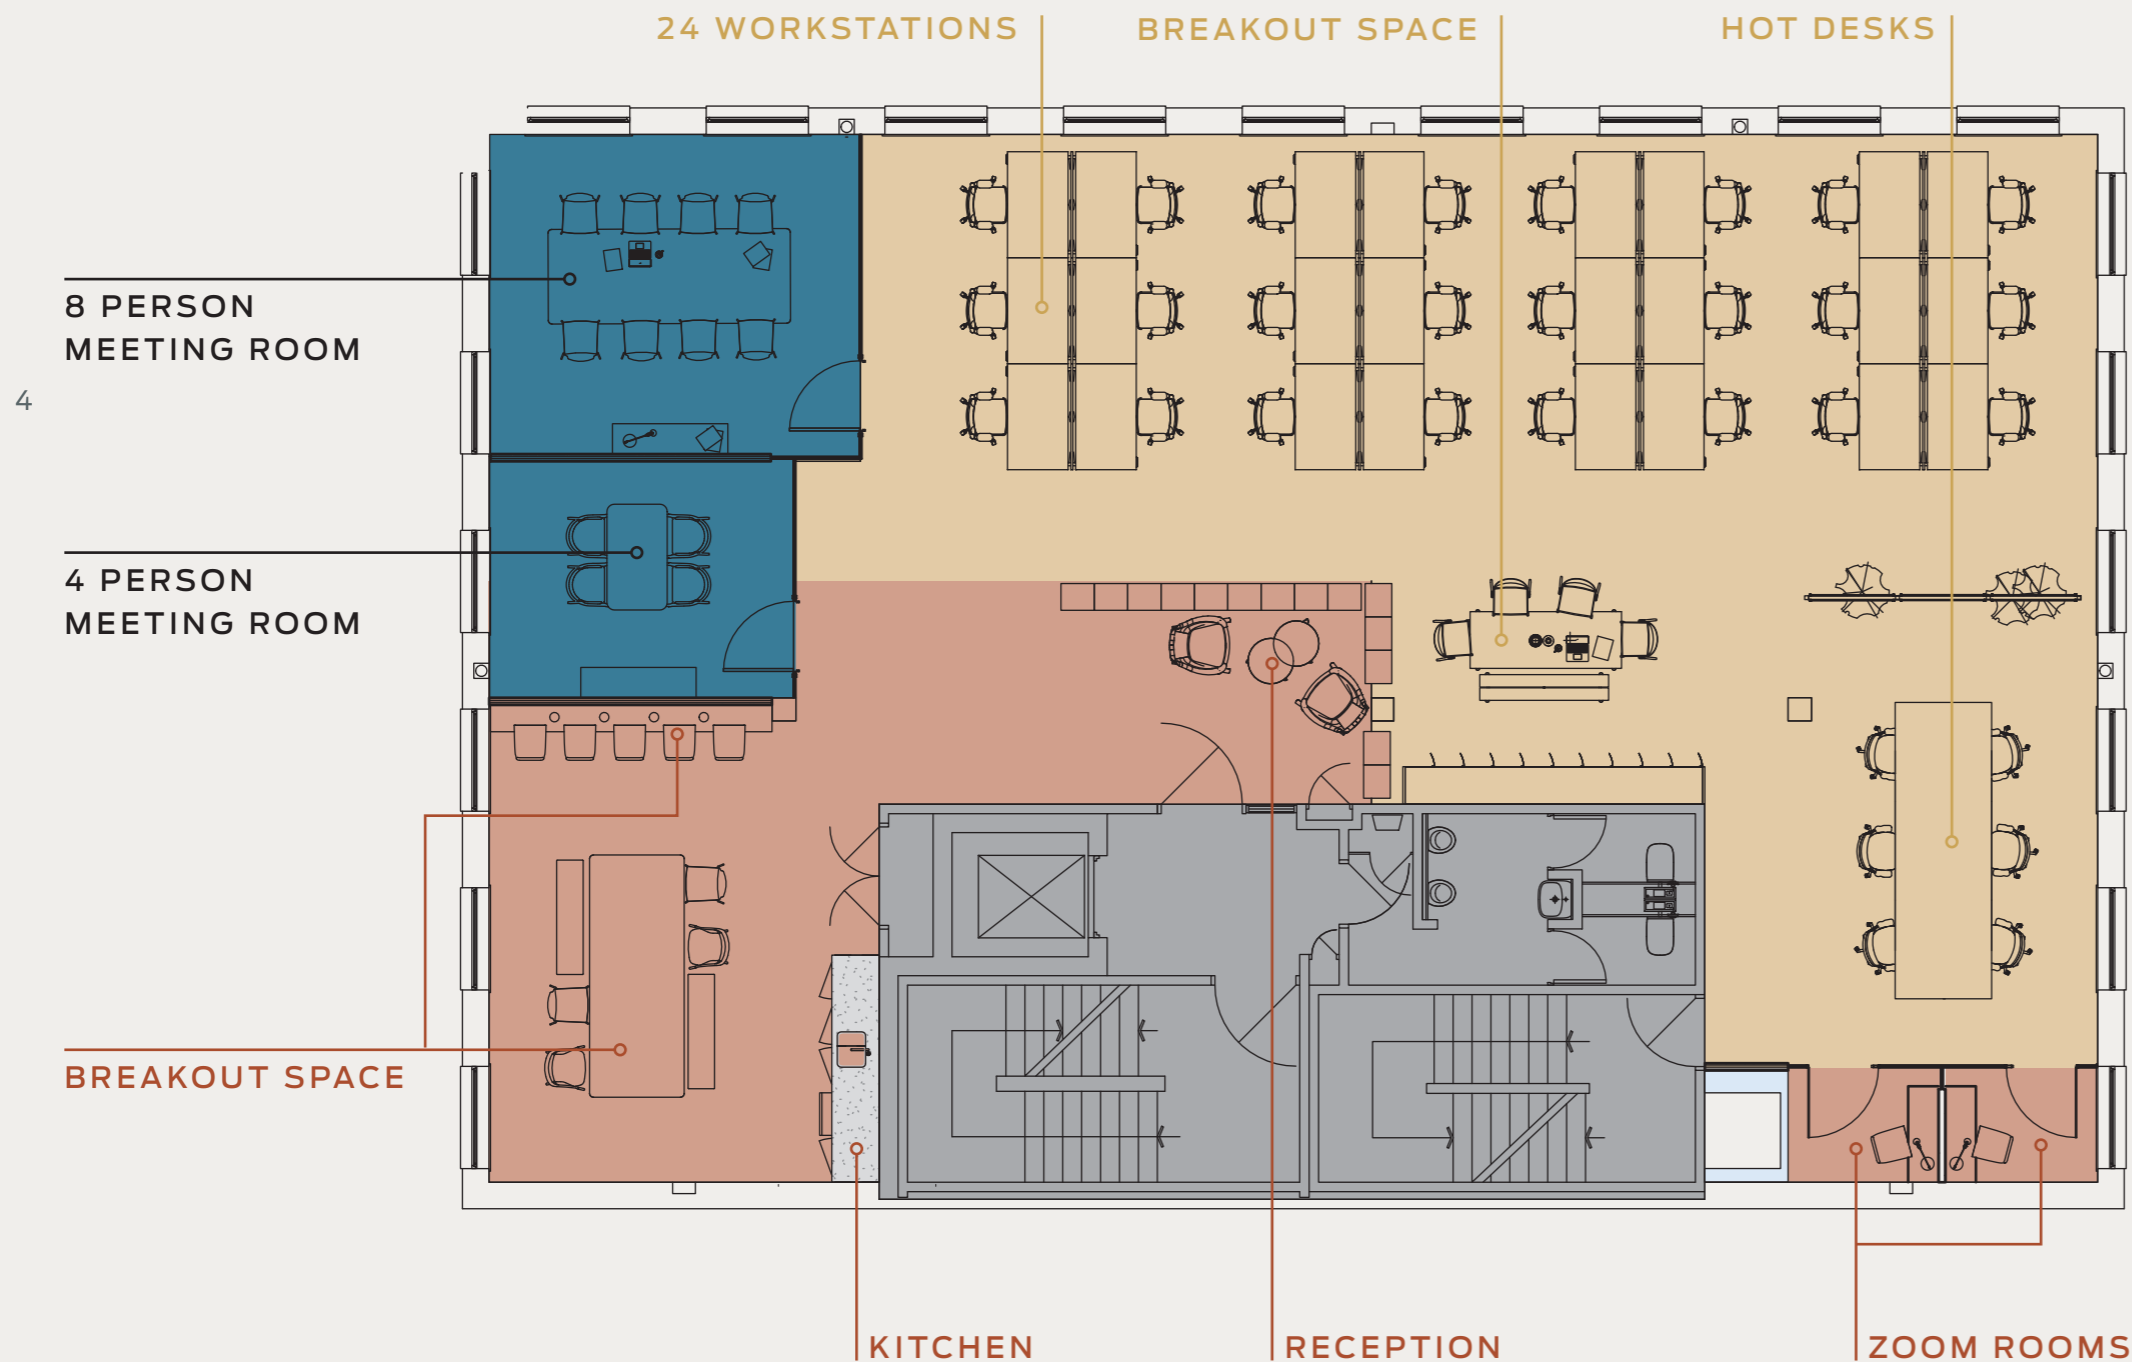 24 WORKSTATIONS
BREAKOUT SPACE
HOT DESKS
8 PERSON
MEETING ROOM
4
4 PERSON
MEETING ROOM
BREAKOUT SPACE
KITCHEN
RECEPTION
ZOOM ROOMS